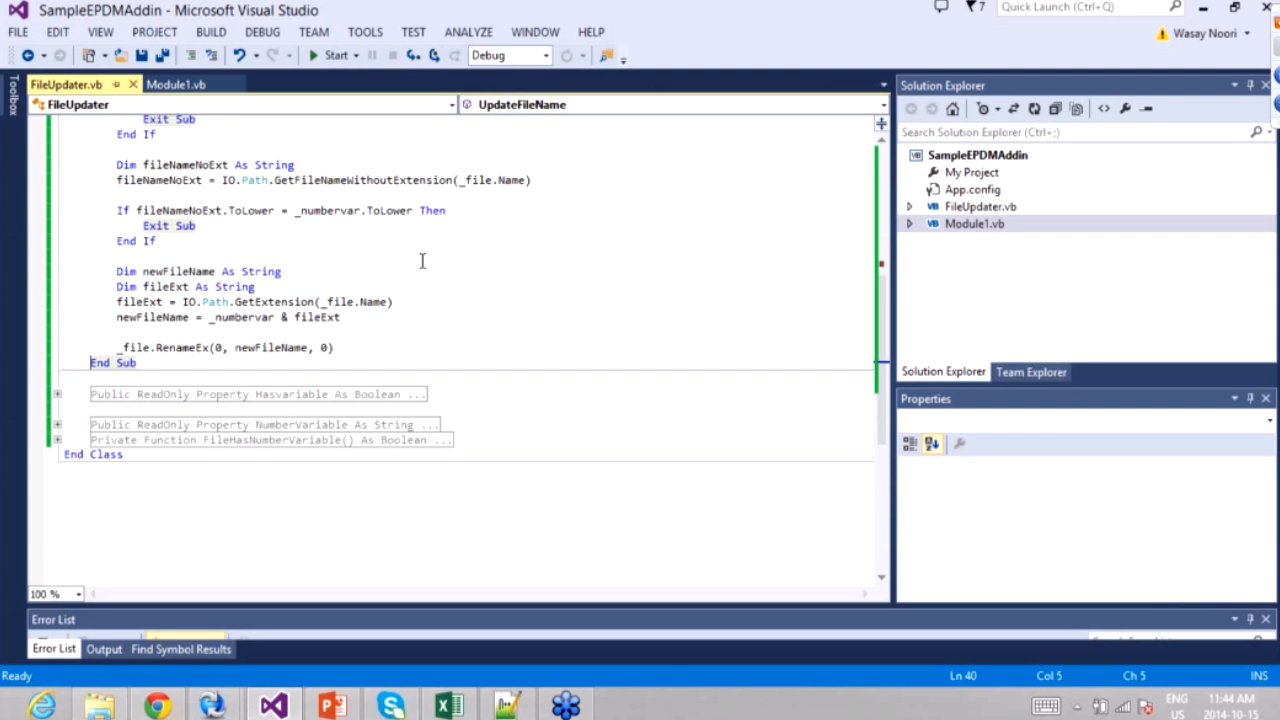 SampleEPDMAddin - Microsoft Visual Studio
7
Quick Launch (Ctrl+Q)
FILE EDIT VIEW PROJECT BUILD DEBUG TEAM TOOLS TEST ANALYZE WINDOW HELP
Wasay Noori
Start
Debug
Toolbox
FileUpdater.vb
Module1.vb
FileUpdater
UpdateFileName
Exit Sub
End If
Dim fileNameNoExt As String
fileNameNoExt = IO.Path.GetFileNameWithoutExtension(_file.Name)
If fileNameNoExt.ToLower = _numbervar.ToLower Then
Exit Sub
End If
Dim newFileName As String
Dim fileExt As String
fileExt = IO.Path.GetExtension(_file.Name)
newFileName = _numbervar & fileExt
_file.RenameEx(0, newFileName, 0)
End Sub
Public ReadOnly Property Hasvariable As Boolean ...
Public ReadOnly Property NumberVariable As String ...
Private Function FileHasNumberVariable() As Boolean ...
End Class
100 %
Solution Explorer
Search Solution Explorer (Ctrl+;)
SampleEPDMAddin
My Project
App.config
FileUpdater.vb
Module1.vb
Solution Explorer
Team Explorer
Properties
Error List
Error List
Output
Find Symbol Results
Ready
Ln 40
Col 5
Ch 5
INS
ENG
US
11:44 AM
2014-10-15